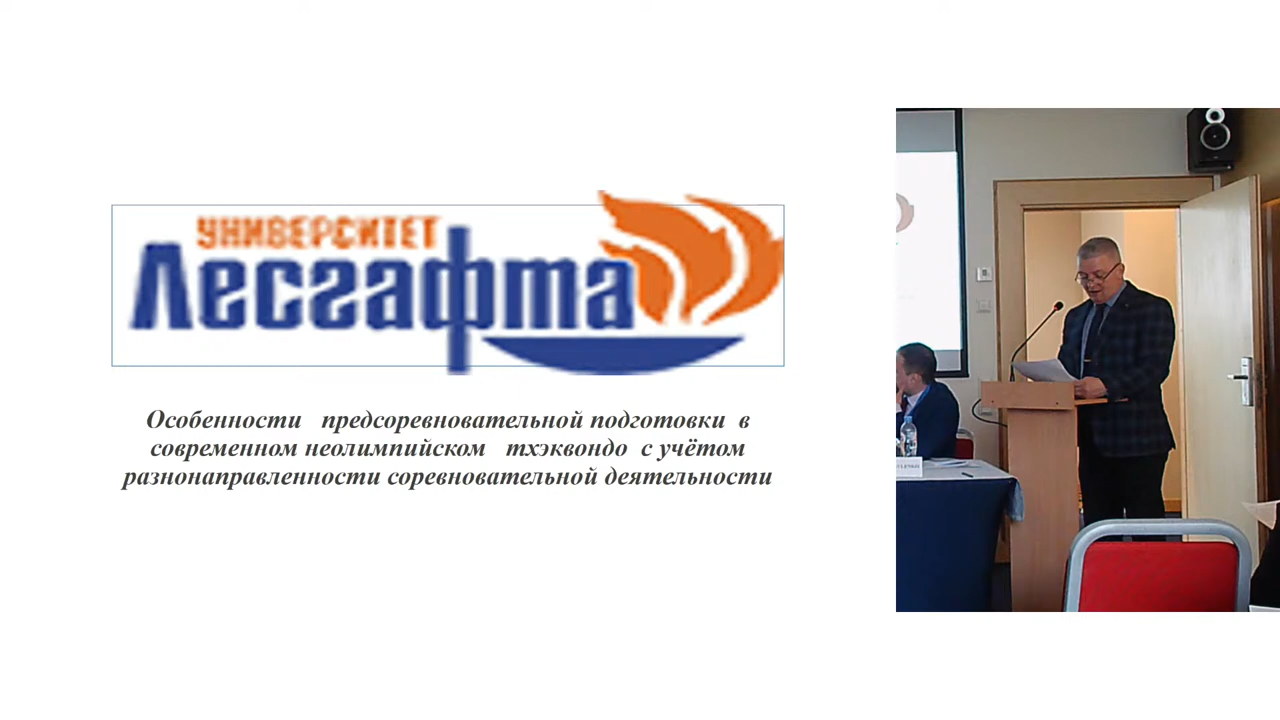 УНИВЕРСИТЕТ
Лесгафта
Особенности предсоревновательной подготовки в
современном неолимпийском тхэквондо с учётом
разнонаправленности соревновательной деятельности